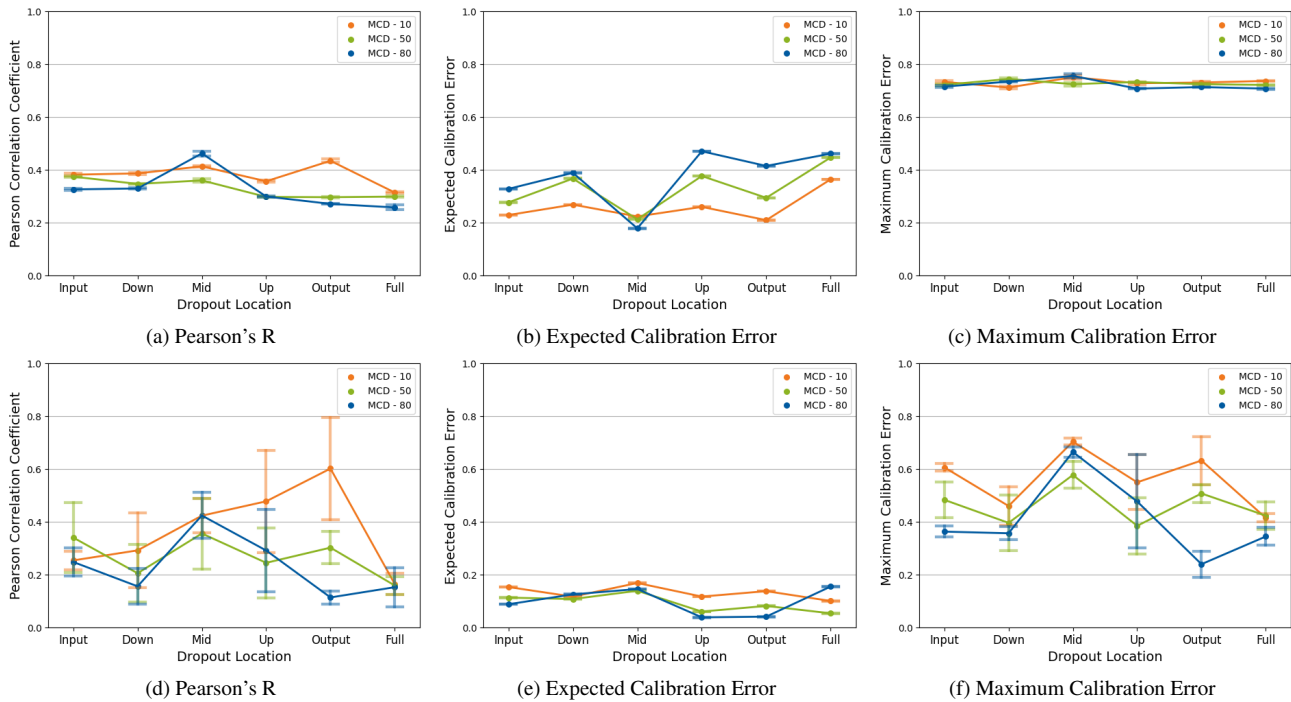 Pearson Correlation Coefficient
1.0
0.8
0.6
0.4
0.2
0.0
MCD - 10
MCD - 50
MCD - 80
Input Down Mid Up Output Full
Dropout Location
(a) Pearson's R
Expected Calibration Error
1.0
0.8
0.6
0.4
0.2
0.0
MCD - 10
MCD - 50
MCD - 80
Input Down Mid Up Output Full
Dropout Location
(b) Expected Calibration Error
Maximum Calibration Error
1.0
0.8
0.6
0.4
0.2
0.0
MCD - 10
MCD - 50
MCD - 80
Input Down Mid Up Output Full
Dropout Location
(c) Maximum Calibration Error
Pearson Correlation Coefficient
1.0
0.8
0.6
0.4
0.2
0.0
MCD - 10
MCD - 50
MCD - 80
Input Down Mid Up Output Full
Dropout Location
(d) Pearson's R
Expected Calibration Error
1.0
0.8
0.6
0.4
0.2
0.0
MCD - 10
MCD - 50
MCD - 80
Input Down Mid Up Output Full
Dropout Location
(e) Expected Calibration Error
Maximum Calibration Error
1.0
0.8
0.6
0.4
0.2
0.0
MCD - 10
MCD - 50
MCD - 80
Input Down Mid Up Output Full
Dropout Location
(f) Maximum Calibration Error